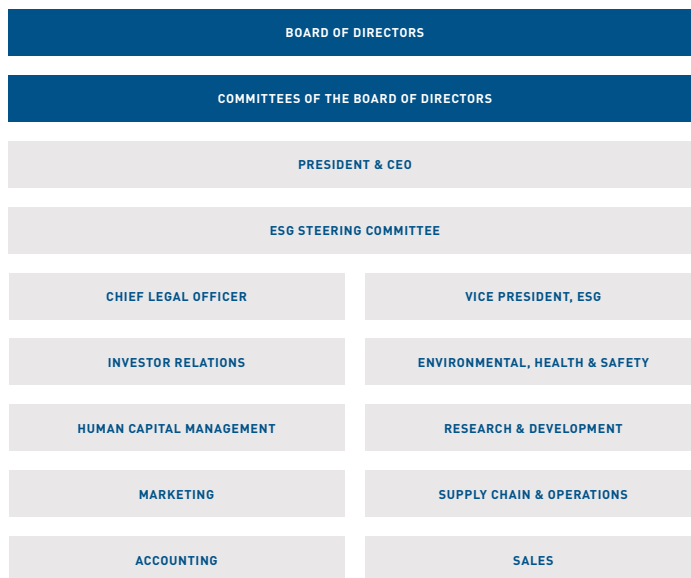 BOARD OF DIRECTORS
COMMITTEES OF THE BOARD OF DIRECTORS
PRESIDENT & CEO
ESG STEERING COMMITTEE
CHIEF LEGAL OFFICER
VICE PRESIDENT, ESG
INVESTOR RELATIONS
ENVIRONMENTAL, HEALTH & SAFETY
HUMAN CAPITAL MANAGEMENT
RESEARCH & DEVELOPMENT
MARKETING
SUPPLY CHAIN & OPERATIONS
ACCOUNTING
SALES